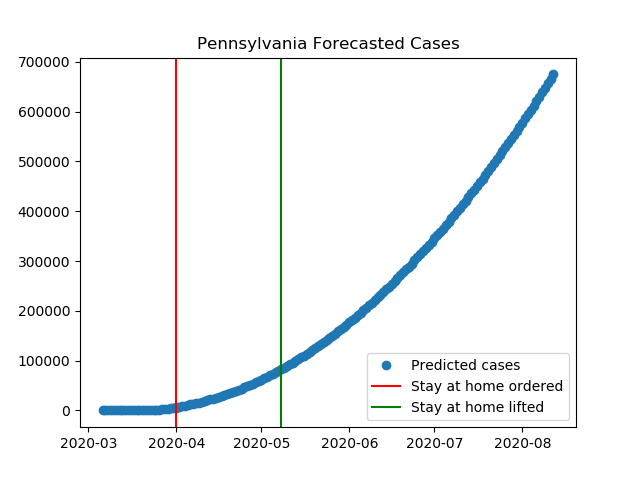 Pennsylvania Forecasted Cases
700000
600000
500000
400000
300000
200000
100000
0
Predicted cases
Stay at home ordered
Stay at home lifted
2020-03 2020-04 2020-05 2020-06 2020-07 2020-08